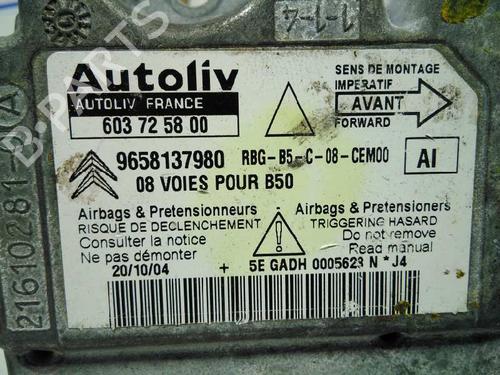 1-1-4
Autoliv
AUTOLIV FRANCE
603 72 58 00
SENS DE MONTAGE
IMPERATIF
AVANT
FORWARD
9658137980 RBG-B5-C-08-CEM00 AI
08 VOIES POUR B50
Airbags & Pretensionneurs
RISQUE DE DECLENCHEMENT
Consulter la notice
Ne pas démonter
Airbags & Pretensioners
TRIGGERING HASARD
Do not remove
Read manual
20/10/04 + 5E GADH 0005623 N * J4
B-PARTS